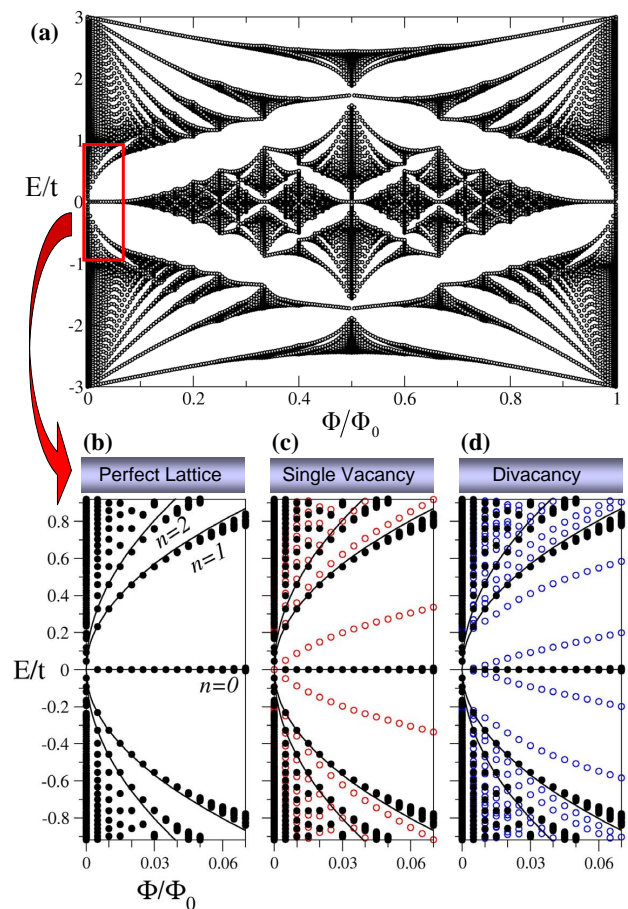 (a)
3
2
1
E/t
0
-1
-2
-3
0 0.2 0.4 0.6 0.8 1
Φ/Φ0
(b) (c) (d)
Perfect Lattice Single Vacancy Divacancy
0.8
0.6
0.4
0.2
E/t 0
-0.2
-0.4
-0.6
-0.8
n=2
n=1
n=0
0 0.03 0.06 0 0.03 0.06 0 0.03 0.06
Φ/Φ0